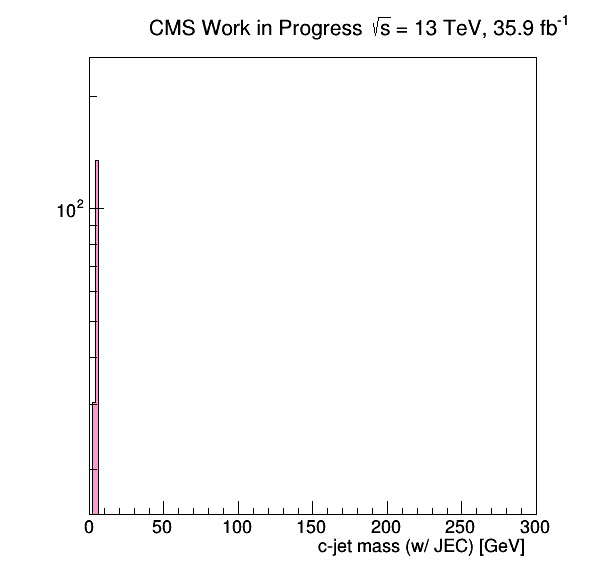 CMS Work in Progress √s = 13 TeV, 35.9 fb⁻¹
10²
0 50 100 150 200 250 300
c-jet mass (w/ JEC) [GeV]